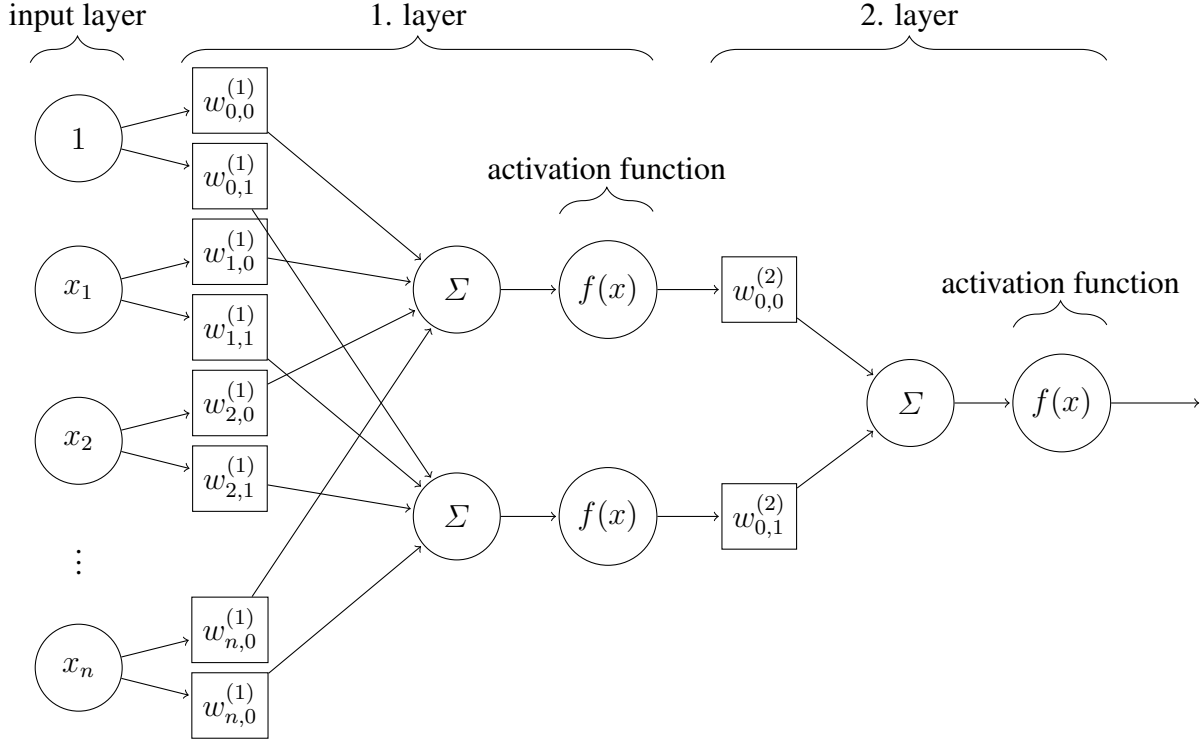 input layer
1. layer
2. layer
1
w_{0,0}^{(1)}
w_{0,1}^{(1)}
x_1
w_{1,0}^{(1)}
w_{1,1}^{(1)}
x_2
w_{2,0}^{(1)}
w_{2,1}^{(1)}
⋮
x_n
w_{n,0}^{(1)}
w_{n,0}^{(1)}
Σ
Σ
activation function
f(x)
f(x)
w_{0,0}^{(2)}
w_{0,1}^{(2)}
Σ
activation function
f(x)